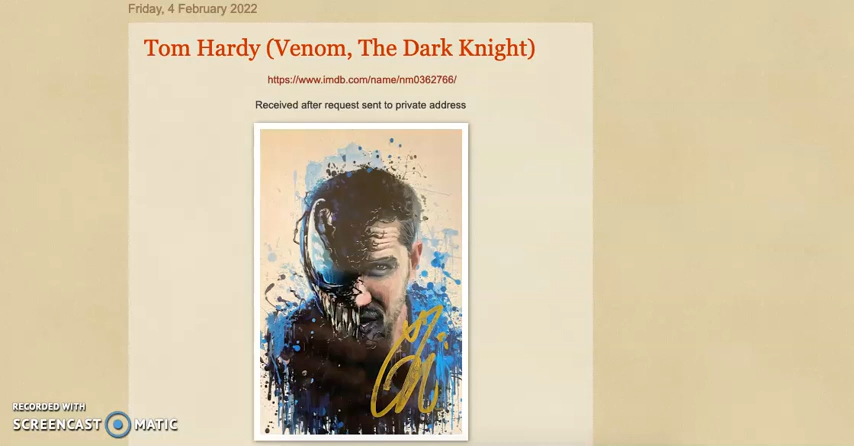 Friday, 4 February 2022
Tom Hardy (Venom, The Dark Knight)
https://www.imdb.com/name/nm0362766/
Received after request sent to private address
RECORDED WITH
SCREENCAST MATIC